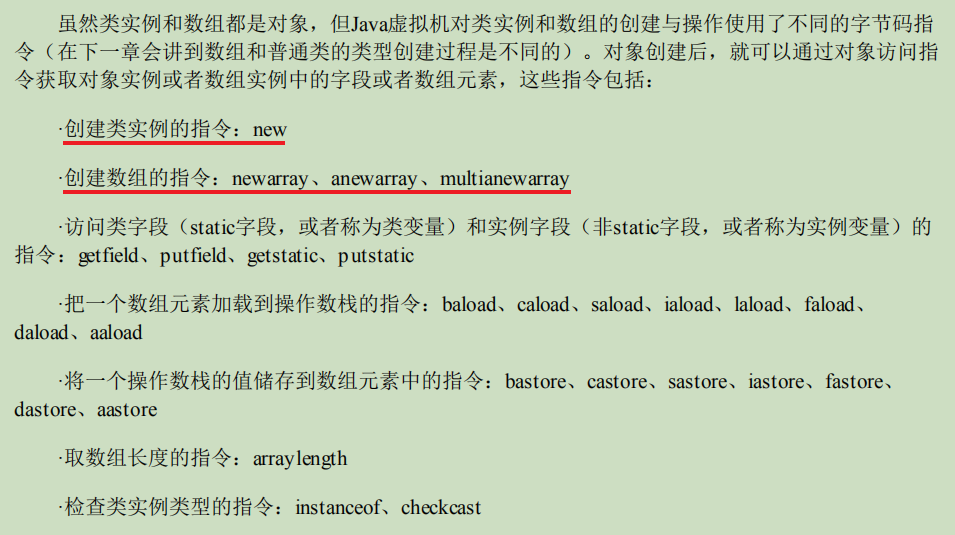 虽然类实例和数组都是对象，但Java虚拟机对类实例和数组的创建与操作使用了不同的字节码指
令（在下一章会讲到数组和普通类的类型创建过程是不同的）。对象创建后，就可以通过对象访问指
令获取对象实例或者数组实例中的字段或者数组元素，这些指令包括：
·创建类实例的指令：new
·创建数组的指令：newarray、anewarray、multianewarray
·访问类字段（static字段，或者称为类变量）和实例字段（非static字段，或者称为实例变量）的
指令：getfield、putfield、getstatic、putstatic
·把一个数组元素加载到操作数栈的指令：baload、caload、saload、iaload、laload、faload、
daload、aaload
·将一个操作数栈的值储存到数组元素中的指令：bastore、castore、sastore、iastore、fastore、
dastore、aastore
·取数组长度的指令：arraylength
·检查类实例类型的指令：instanceof、checkcast